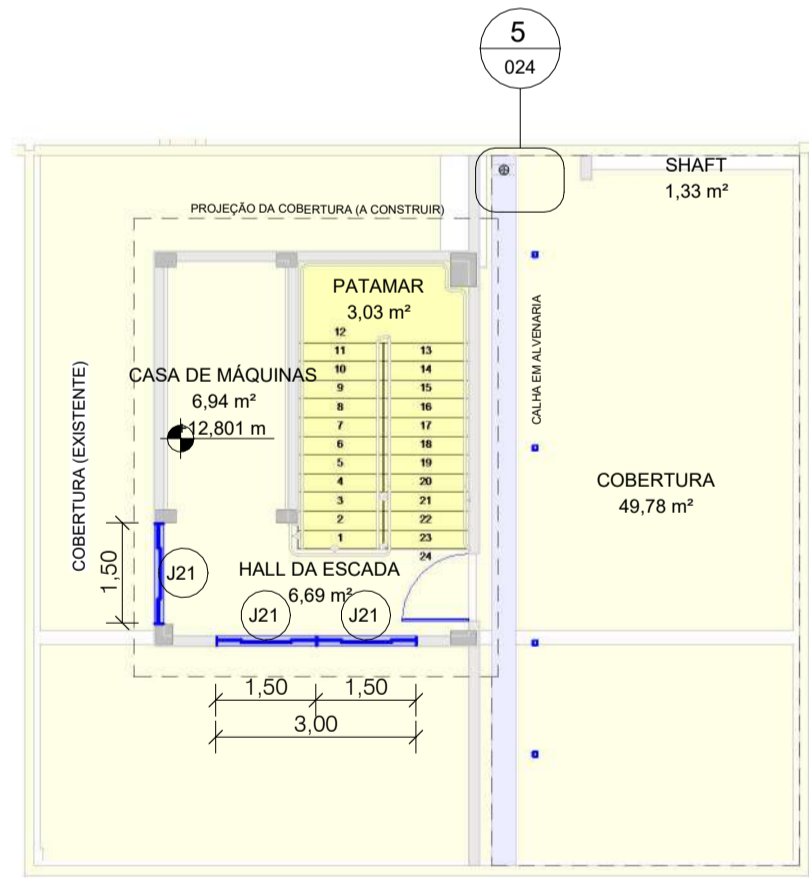 5
024
SHAFT
1,33 m²
PROJEÇÃO DA COBERTURA (A CONSTRUIR)
PATAMAR
3,03 m²
12
11
13
10
14
CASA DE MÁQUINAS
9
15
6,94 m²
8
16
12,801 m
7
17
6
18
5
19
4
20
3
21
2
22
1
23
24
CALHA EM ALVENARIA
COBERTURA (EXISTENTE)
COBERTURA
49,78 m²
1,50
J21
HALL DA ESCADA
6,69 m²
J21
J21
1,50
1,50
3,00